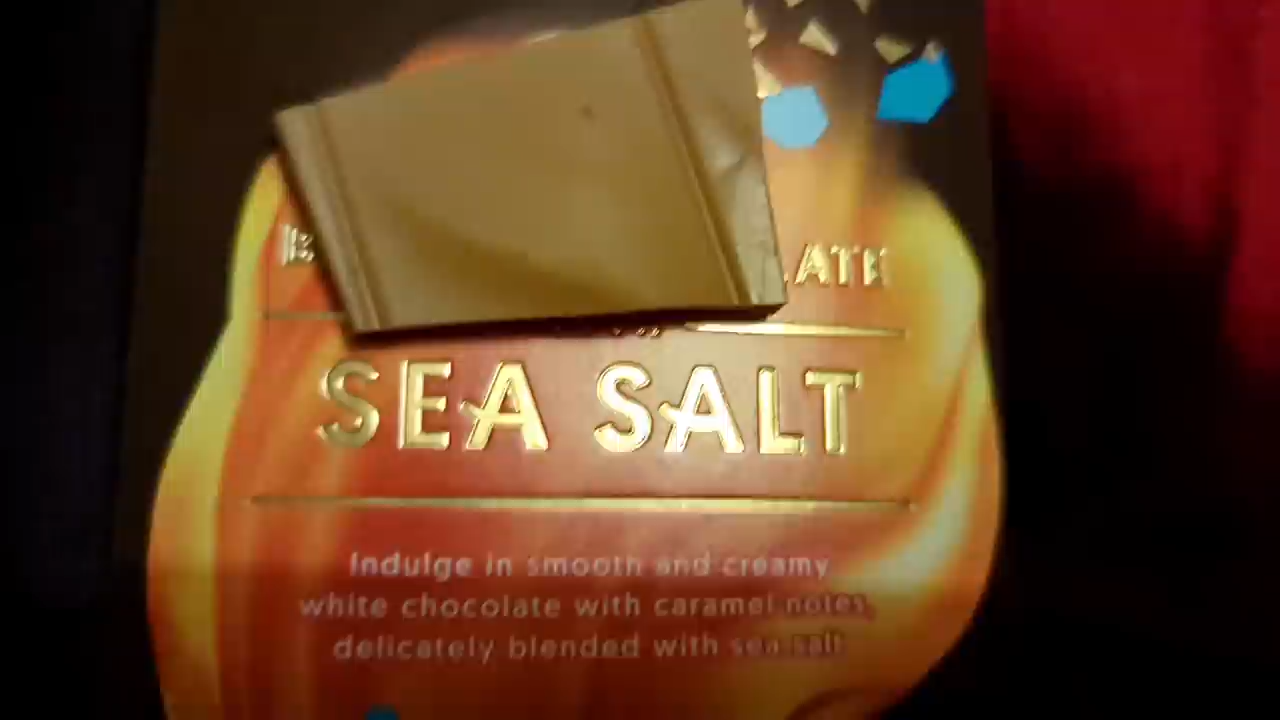 SEA SALT
Indulge in smooth and creamy
white chocolate with caramel notes,
delicately blended with sea salt